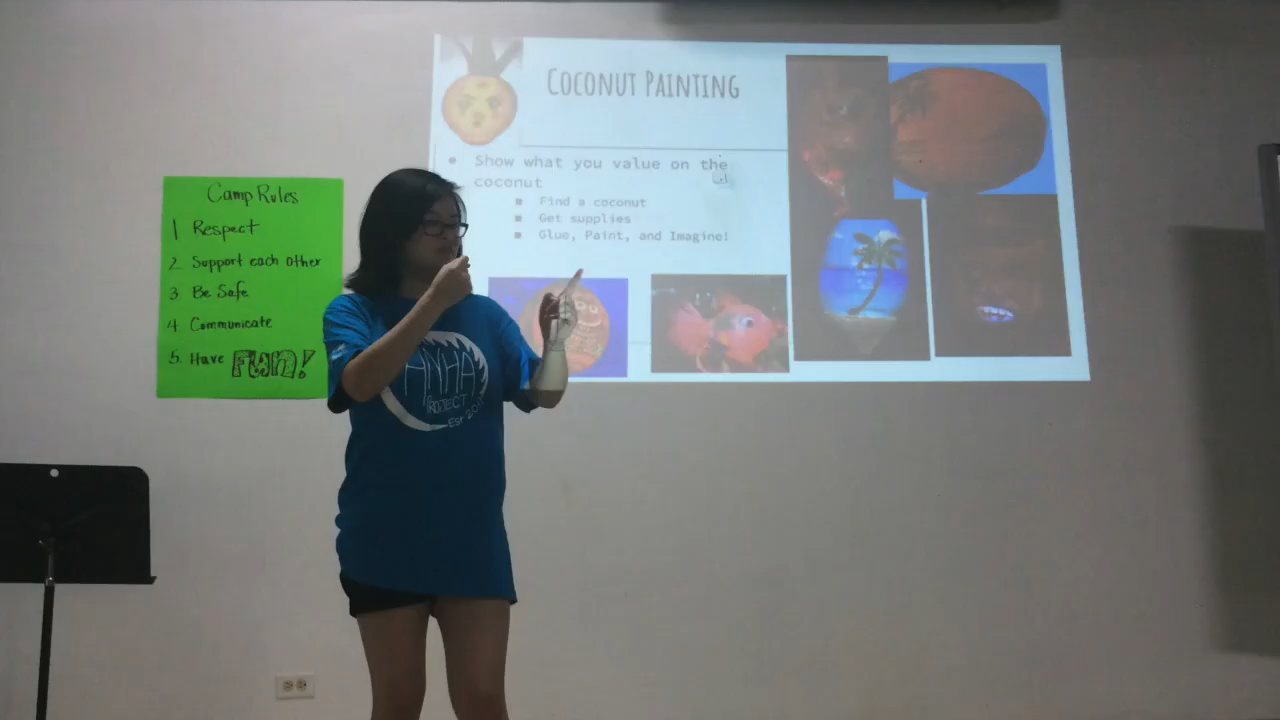 Camp Rules
1 Respect
2. Support each other
3. Be Safe
4. Communicate
5. Have FUN!
COCONUT PAINTING
Show what you value on the
coconut
Find a coconut
Get supplies
Glue, Paint, and Imagine!
PROJECT